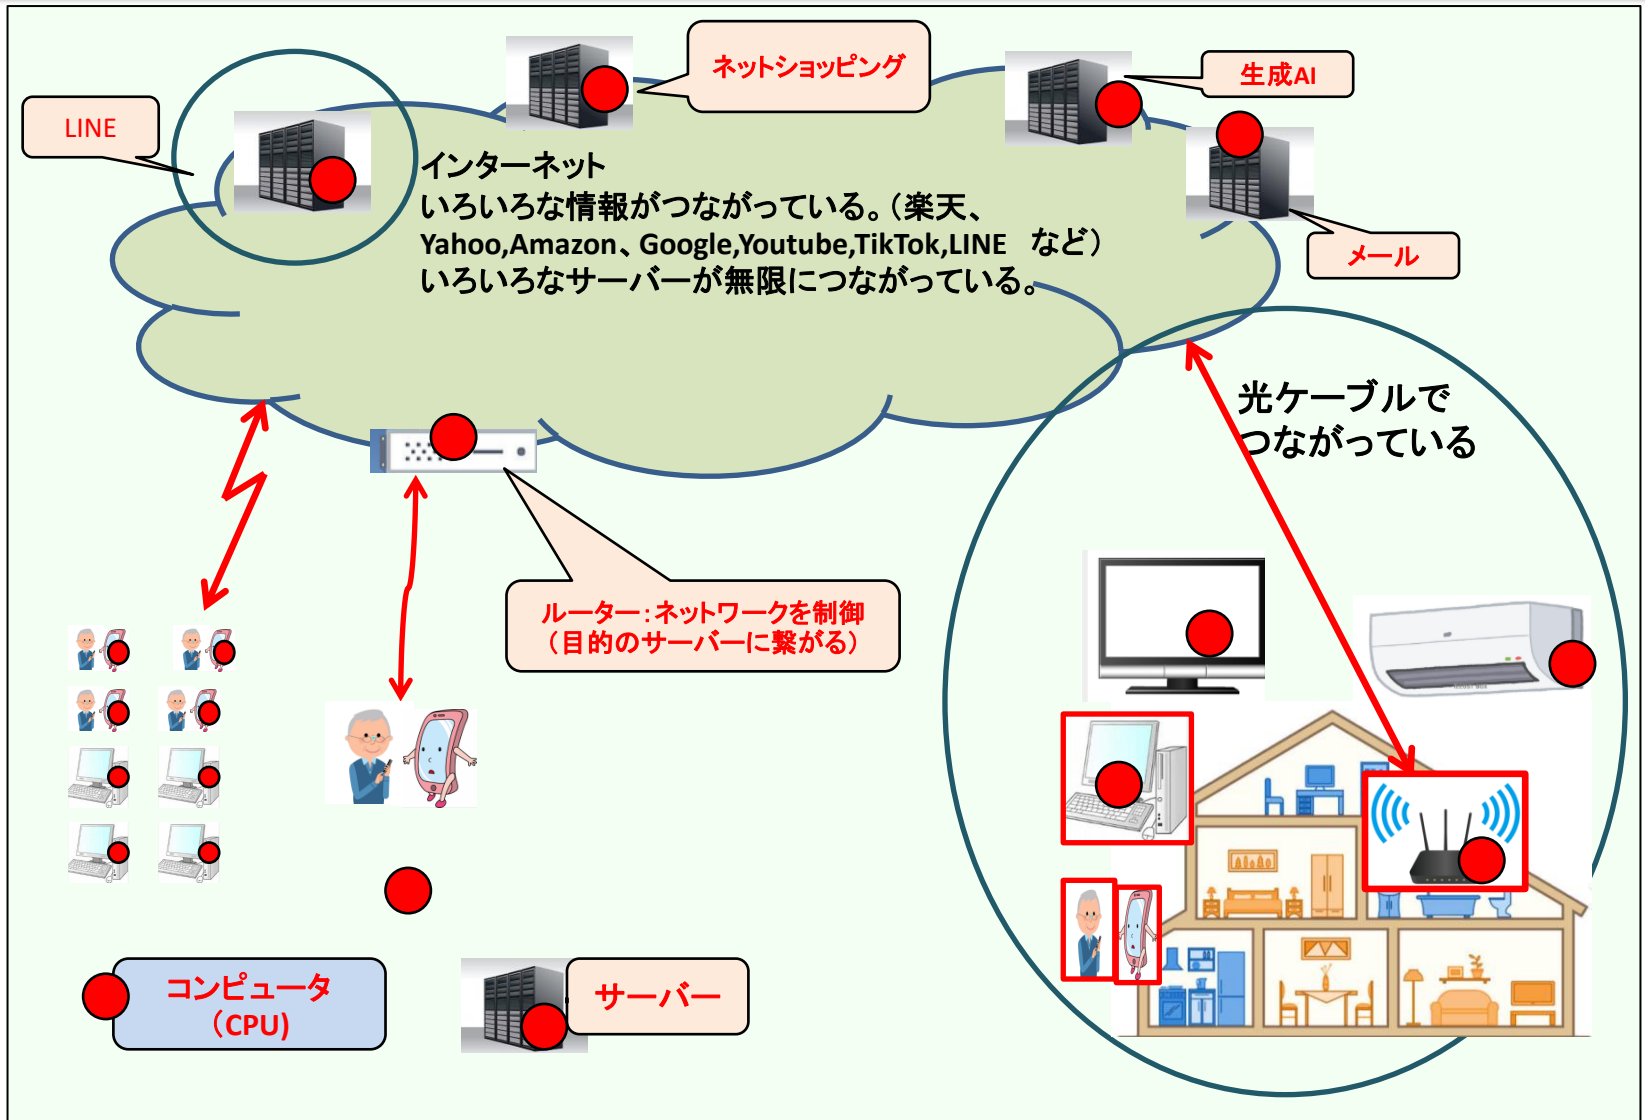 ネットショッピング
生成AI
LINE
インターネット
いろいろな情報がつながっている。（楽天、
Yahoo,Amazon、Google,Youtube,TikTok,LINE　など）
いろいろなサーバーが無限につながっている。
メール
光ケーブルで
つながっている
ルーター：ネットワークを制御
（目的のサーバーに繋がる）
コンピュータ
（CPU)
サーバー